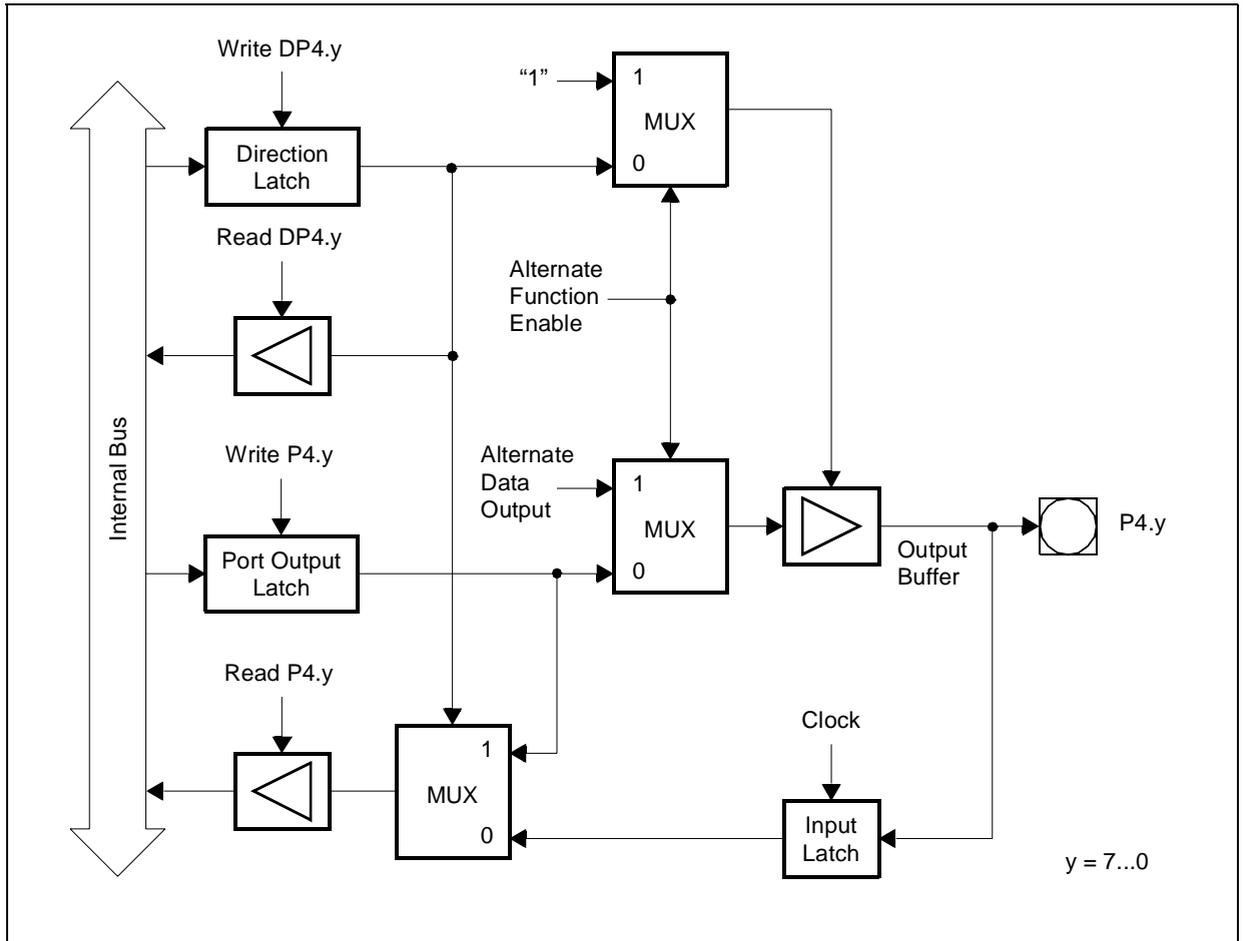 Write DP4.y
“1”
1
MUX
0
Direction
Latch
Read DP4.y
Alternate
Function
Enable
Internal Bus
Write P4.y
Alternate
Data
Output
1
MUX
0
Port Output
Latch
Output
Buffer
P4.y
Read P4.y
1
MUX
0
Clock
Input
Latch
y = 7...0